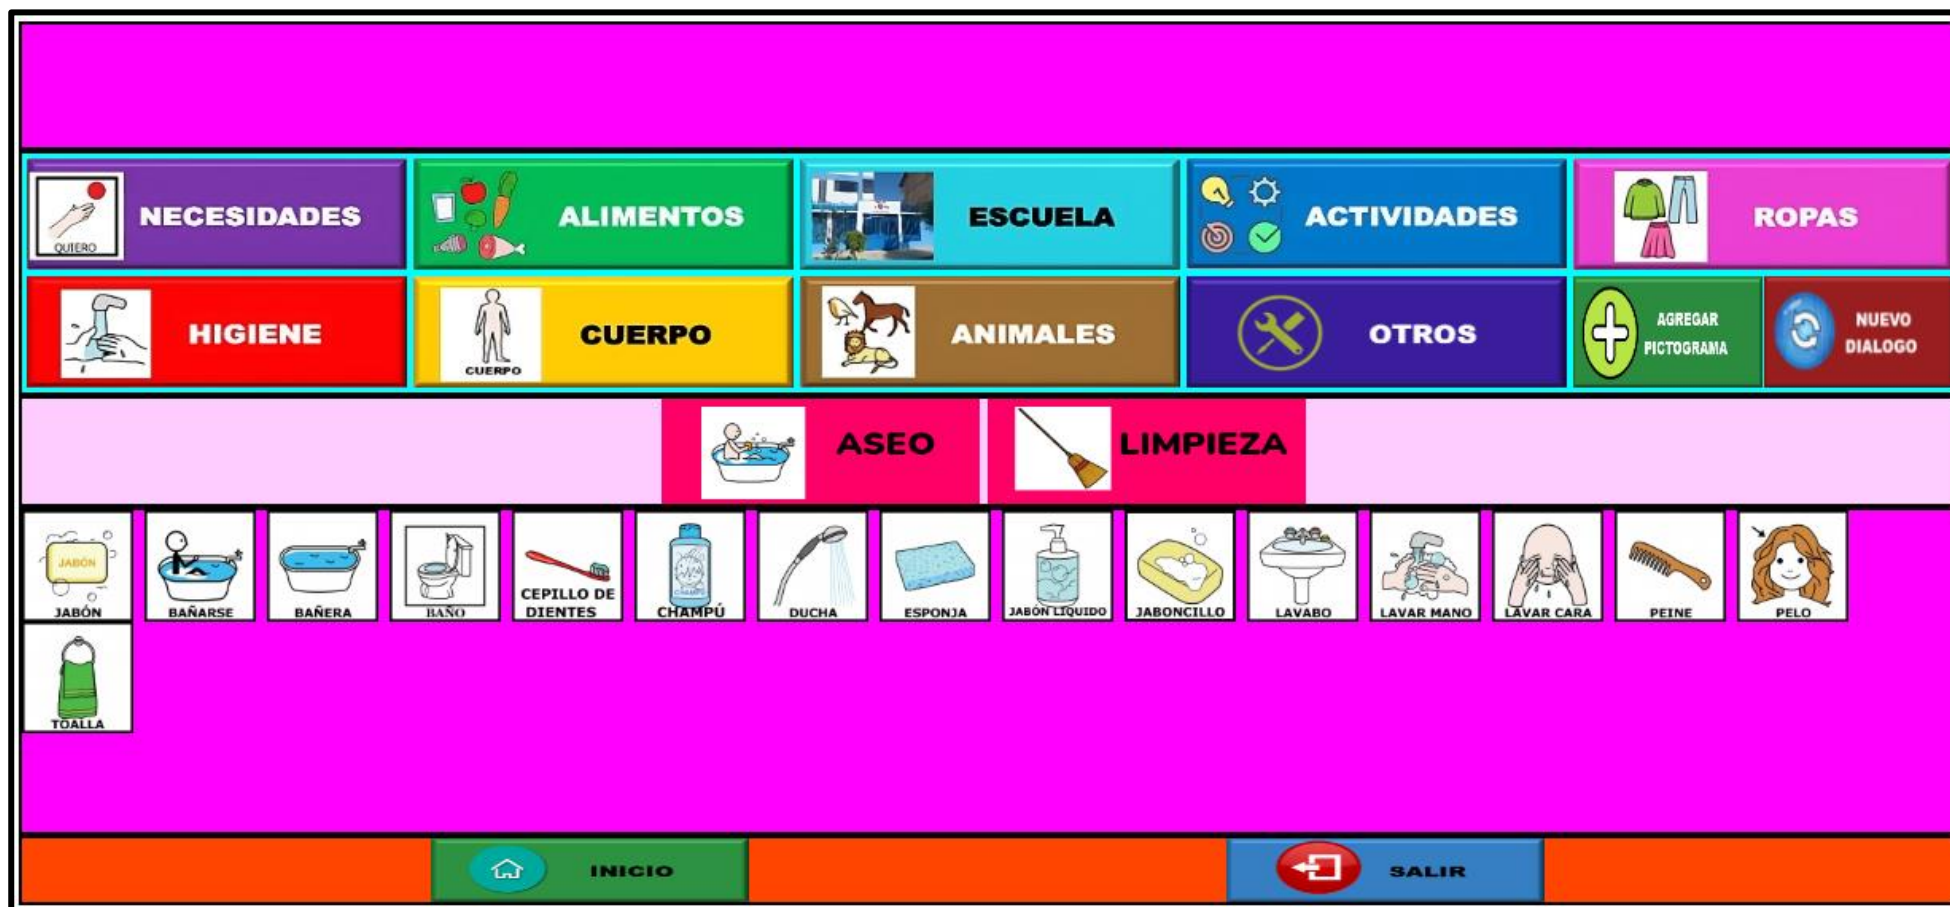 QUIERO
NECESIDADES
ALIMENTOS
ESCUELA
ACTIVIDADES
ROPAS
HIGIENE
CUERPO
CUERPO
ANIMALES
OTROS
AGREGAR
PICTOGRAMA
NUEVO
DIALOGO
ASEO
LIMPIEZA
JABÓN
JABÓN
BAÑARSE
BAÑERA
BAÑO
CEPILLO DE
DIENTES
CHAMPÚ
CHAMPÚ
DUCHA
ESPONJA
JABÓN LÍQUIDO
JABONCILLO
LAVABO
LAVAR MANO
LAVAR CARA
PEINE
PELO
TOALLA
INICIO
SALIR